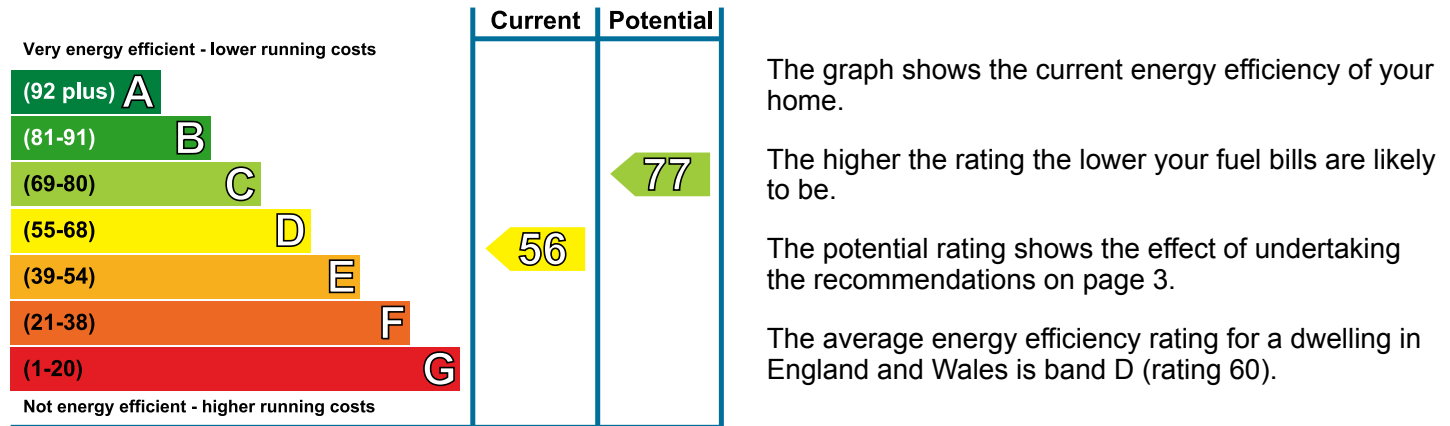 Current Potential
Very energy efficient - lower running costs
(92 plus) A
(81-91) B
(69-80) C
77
(55-68) D
56
(39-54) E
(21-38) F
(1-20) G
Not energy efficient - higher running costs
The graph shows the current energy efficiency of your
home.
The higher the rating the lower your fuel bills are likely
to be.
The potential rating shows the effect of undertaking
the recommendations on page 3.
The average energy efficiency rating for a dwelling in
England and Wales is band D (rating 60).